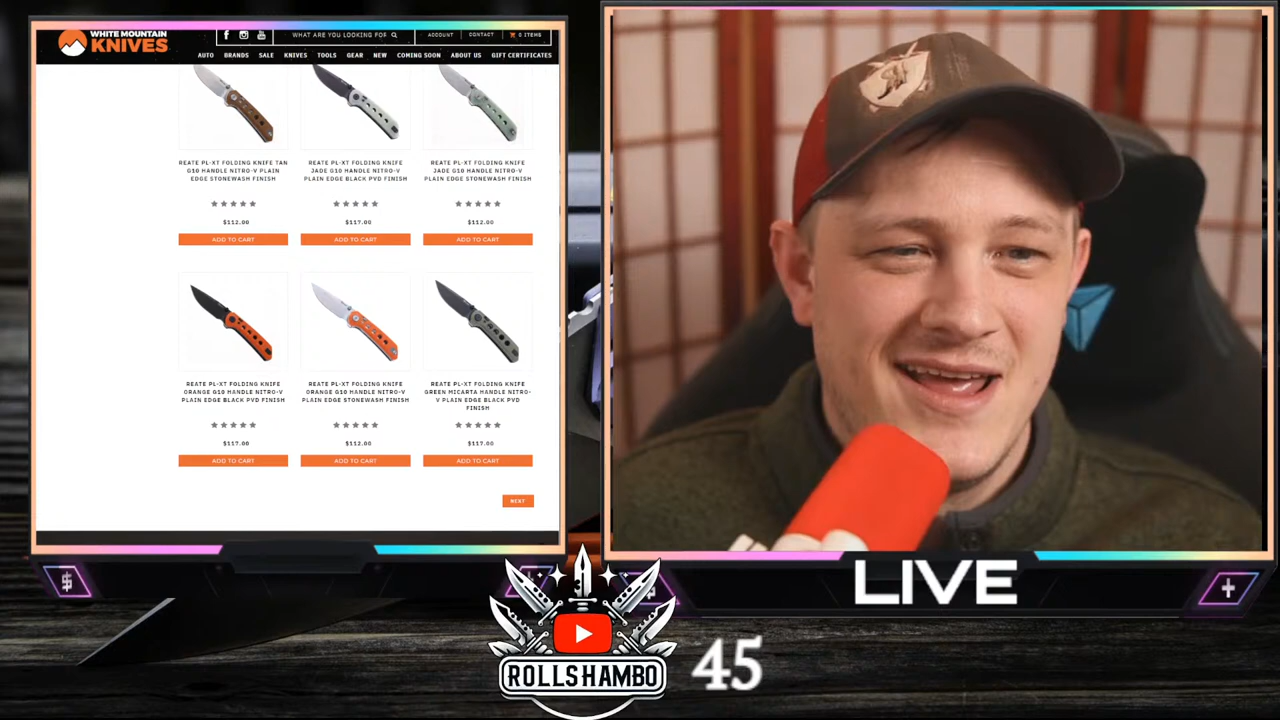 WHITE MOUNTAIN
KNIVES
WHAT ARE YOU LOOKING FOR
ACCOUNT
CONTACT
0 ITEMS
AUTO BRANDS SALE KNIVES TOOLS GEAR NEW COMING SOON ABOUT US GIFT CERTIFICATES
REATE PL-XT FOLDING KNIFE TAN
G10 HANDLE NITRO-V PLAIN
EDGE STONEWASH FINISH
$112.00
ADD TO CART
REATE PL-XT FOLDING KNIFE
JADE G10 HANDLE NITRO-V
PLAIN EDGE BLACK PVD FINISH
$117.00
ADD TO CART
REATE PL-XT FOLDING KNIFE
JADE G10 HANDLE NITRO-V
PLAIN EDGE STONEWASH FINISH
$112.00
ADD TO CART
REATE PL-XT FOLDING KNIFE
ORANGE G10 HANDLE NITRO-V
PLAIN EDGE BLACK PVD FINISH
$117.00
ADD TO CART
REATE PL-XT FOLDING KNIFE
ORANGE G10 HANDLE NITRO-V
PLAIN EDGE STONEWASH FINISH
$112.00
ADD TO CART
REATE PL-XT FOLDING KNIFE
GREEN MICARTA HANDLE NITRO-
V PLAIN EDGE BLACK PVD
FINISH
$117.00
ADD TO CART
NEXT
LIVE
ROLLSHAMBO
45